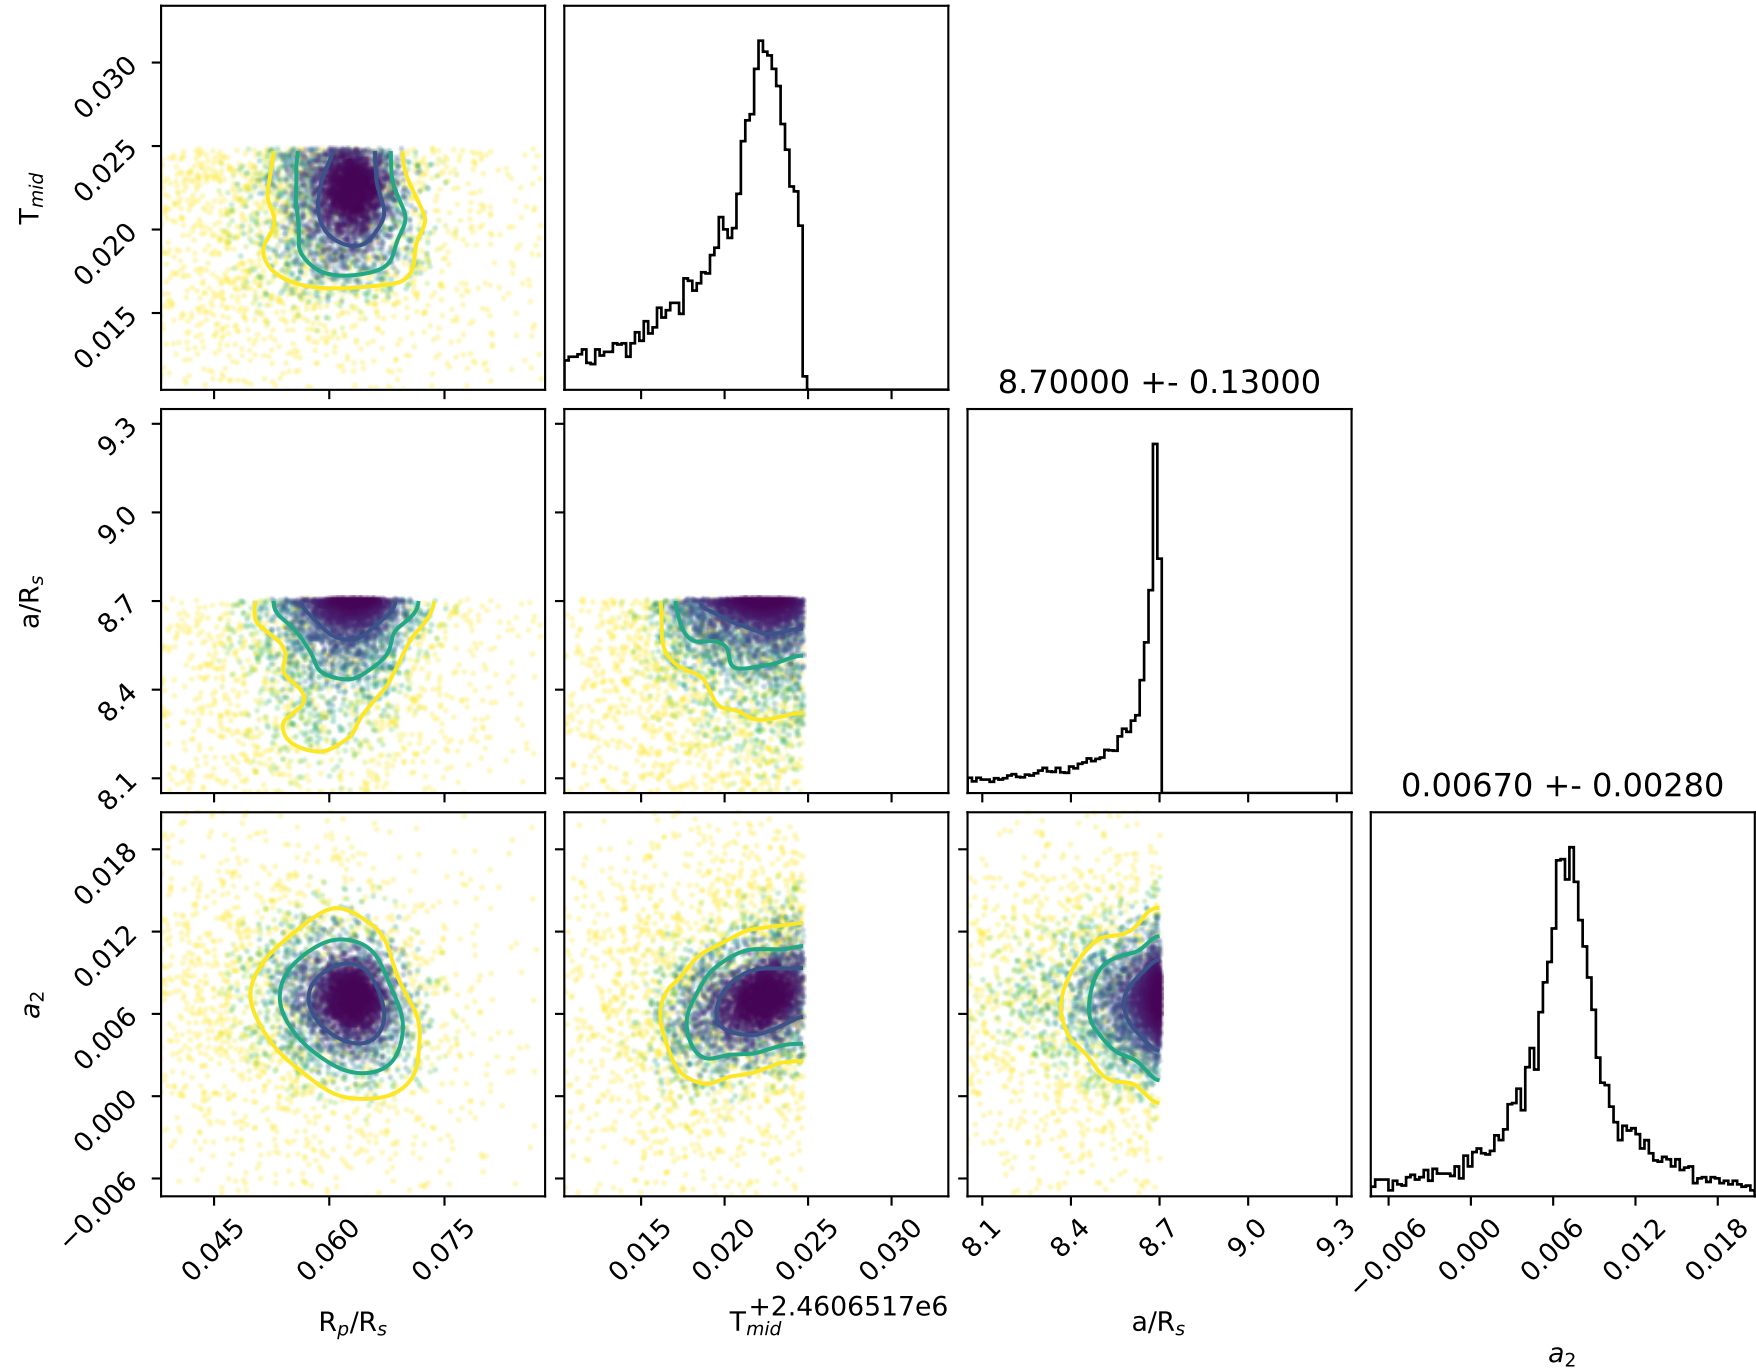 0.030
0.025
0.020
0.015
T_mid
8.70000 +- 0.13000
9.3
9.0
8.7
8.4
8.1
a/R_s
0.00670 +- 0.00280
0.018
0.012
0.006
0.000
−0.006
a_2
0.045 0.060 0.075
0.015 0.020 0.025 0.030
8.1 8.4 8.7 9.0 9.3
−0.006 0.000 0.006 0.012 0.018
+2.4606517e6
R_p/R_s
T_mid
a/R_s
a_2